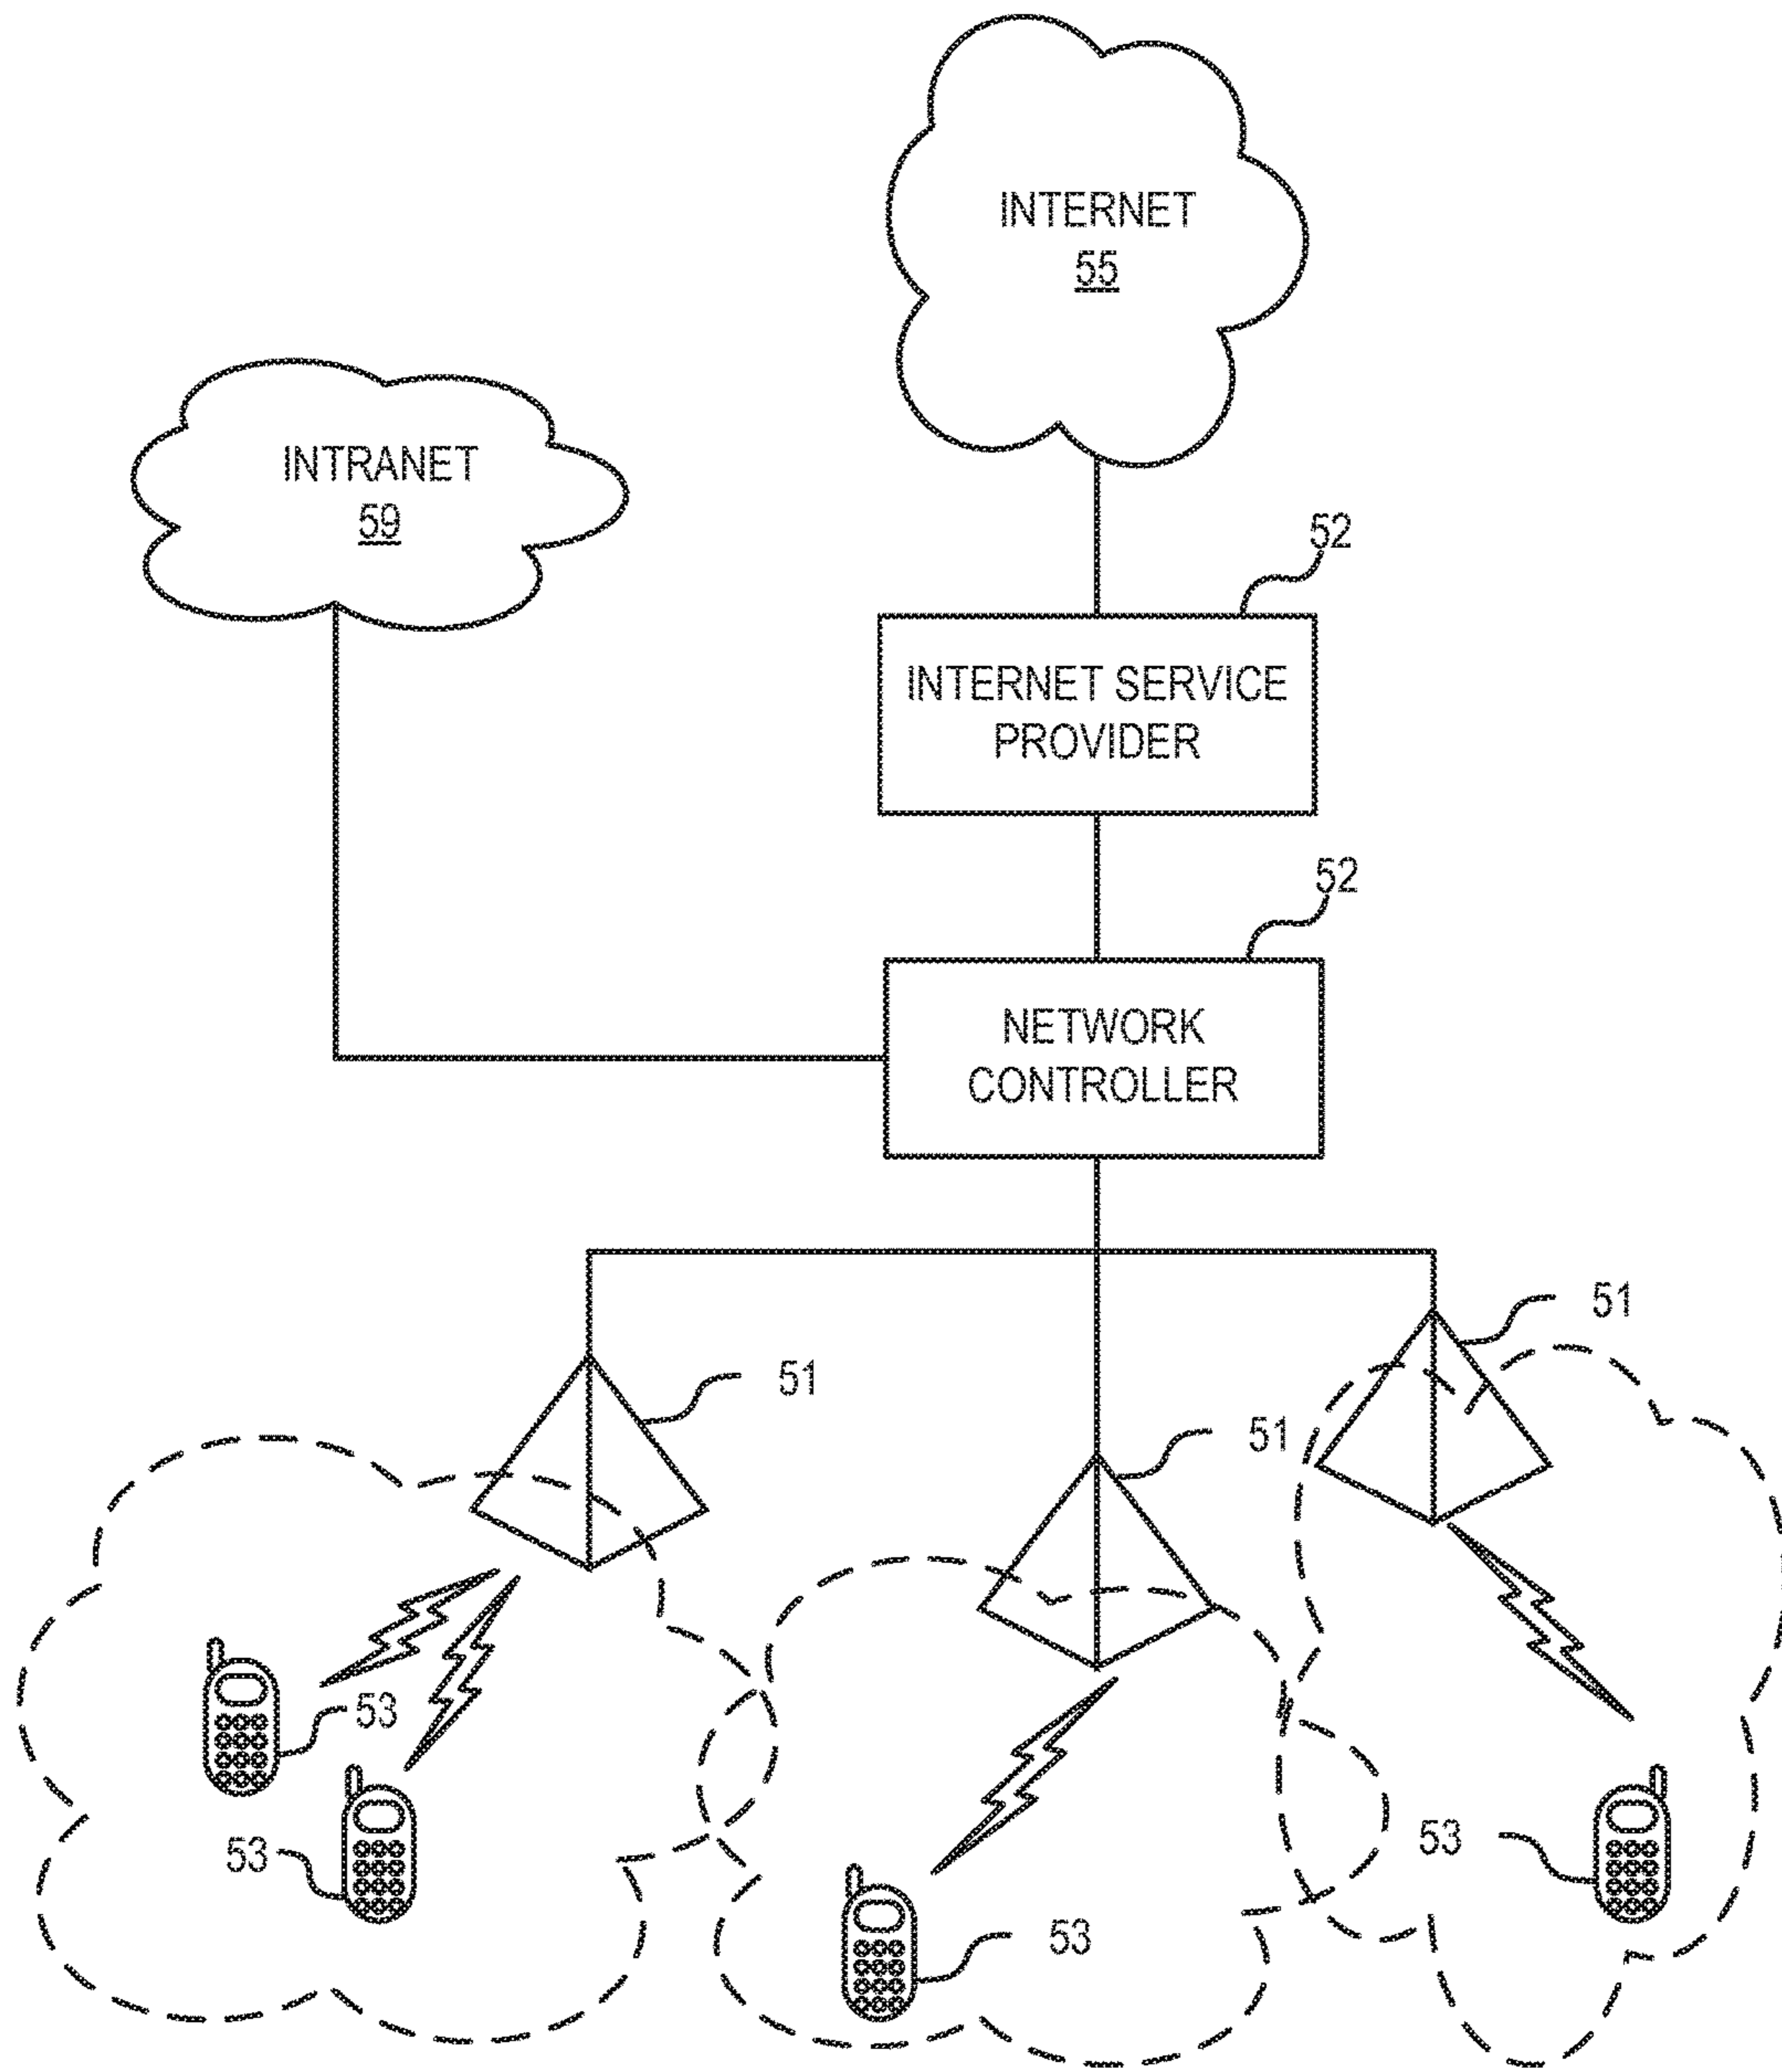 INTERNET
55
INTRANET
59
52
INTERNET SERVICE
PROVIDER
52
NETWORK
CONTROLLER
51
51
51
53
53
53
53